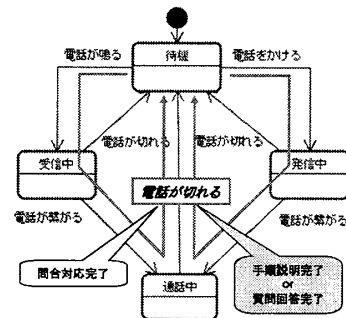 電話が鳴る
待機
電話をかける
受信中
電話が切れる
電話が切れる
発信中
電話が切れる
電話が繋がる
電話が繋がる
問合対応完了
通話中
手順説明完了
or
質問回答完了